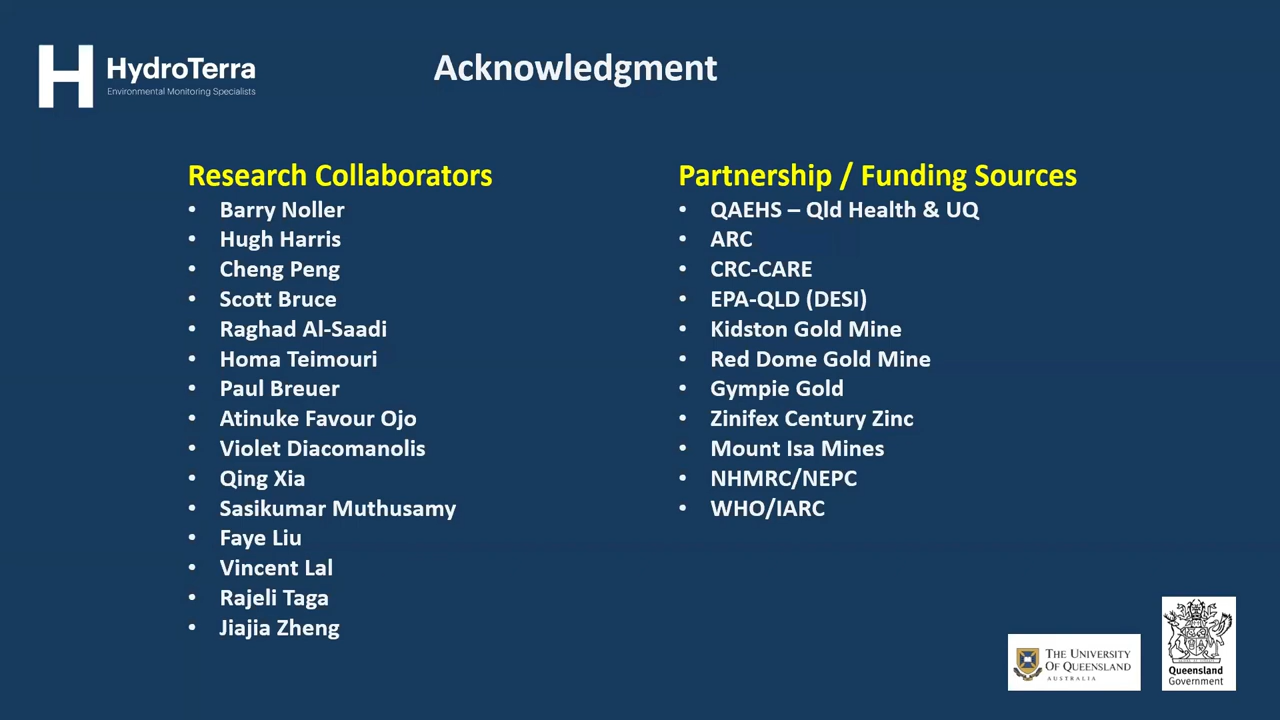 H HydroTerra
Environmental Monitoring Specialists
Acknowledgment
Research Collaborators
• Barry Noller
• Hugh Harris
• Cheng Peng
• Scott Bruce
• Raghad Al-Saadi
• Homa Teimouri
• Paul Breuer
• Atinuke Favour Ojo
• Violet Diacomanolis
• Qing Xia
• Sasikumar Muthusamy
• Faye Liu
• Vincent Lal
• Rajeli Taga
• Jiajia Zheng
Partnership / Funding Sources
• QAEHS – Qld Health & UQ
• ARC
• CRC-CARE
• EPA-QLD (DESI)
• Kidston Gold Mine
• Red Dome Gold Mine
• Gympie Gold
• Zinifex Century Zinc
• Mount Isa Mines
• NHMRC/NEPC
• WHO/IARC
THE UNIVERSITY
OF QUEENSLAND
AUSTRALIA
Queensland
Government